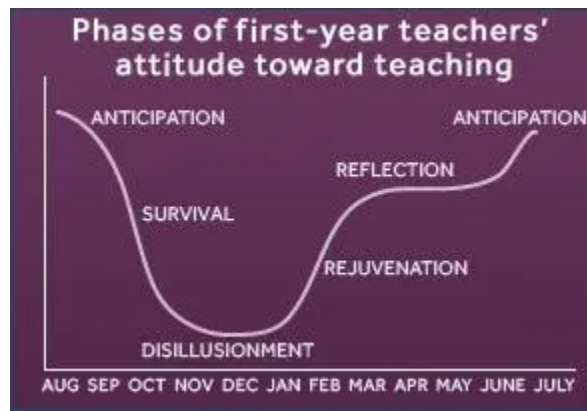 Phases of first-year teachers'
attitude toward teaching
ANTICIPATION
ANTICIPATION
REFLECTION
SURVIVAL
REJUVENATION
DISILLUSIONMENT
AUG SEP OCT NOV DEC JAN FEB MAR APR MAY JUNE JULY